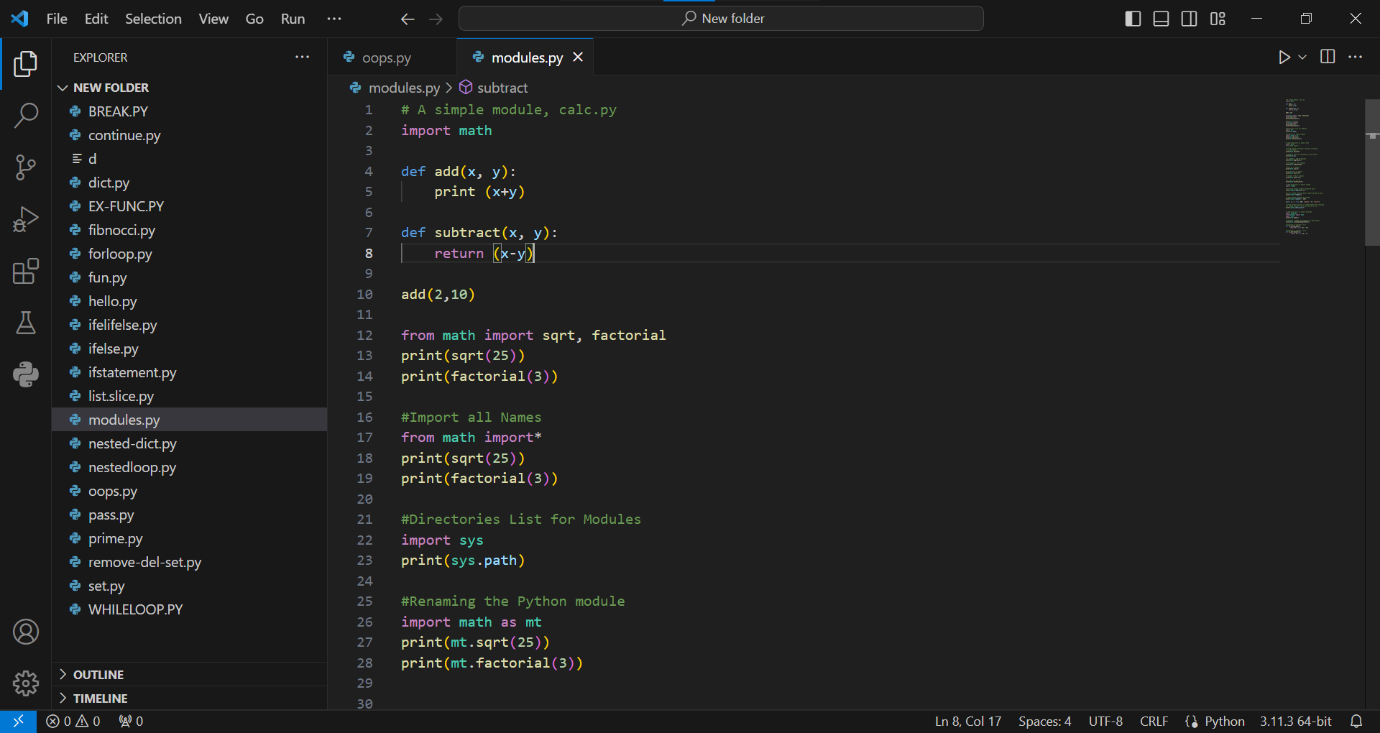 File Edit Selection View Go Run ···
New folder
EXPLORER ···
NEW FOLDER
BREAK.PY
continue.py
d
dict.py
EX-FUNC.PY
fibnocci.py
forloop.py
fun.py
hello.py
ifelifelse.py
ifelse.py
ifstatement.py
list.slice.py
modules.py
nested-dict.py
nestedloop.py
oops.py
pass.py
prime.py
remove-del-set.py
set.py
WHILELOOP.PY
OUTLINE
TIMELINE
oops.py modules.py
modules.py > subtract
1 # A simple module, calc.py
2 import math
3
4 def add(x, y):
5     print (x+y)
6
7 def subtract(x, y):
8     return (x-y)
9
10 add(2,10)
11
12 from math import sqrt, factorial
13 print(sqrt(25))
14 print(factorial(3))
15
16 #Import all Names
17 from math import*
18 print(sqrt(25))
19 print(factorial(3))
20
21 #Directories List for Modules
22 import sys
23 print(sys.path)
24
25 #Renaming the Python module
26 import math as mt
27 print(mt.sqrt(25))
28 print(mt.factorial(3))
29
30
0 0 0 Ln 8, Col 17 Spaces: 4 UTF-8 CRLF Python 3.11.3 64-bit